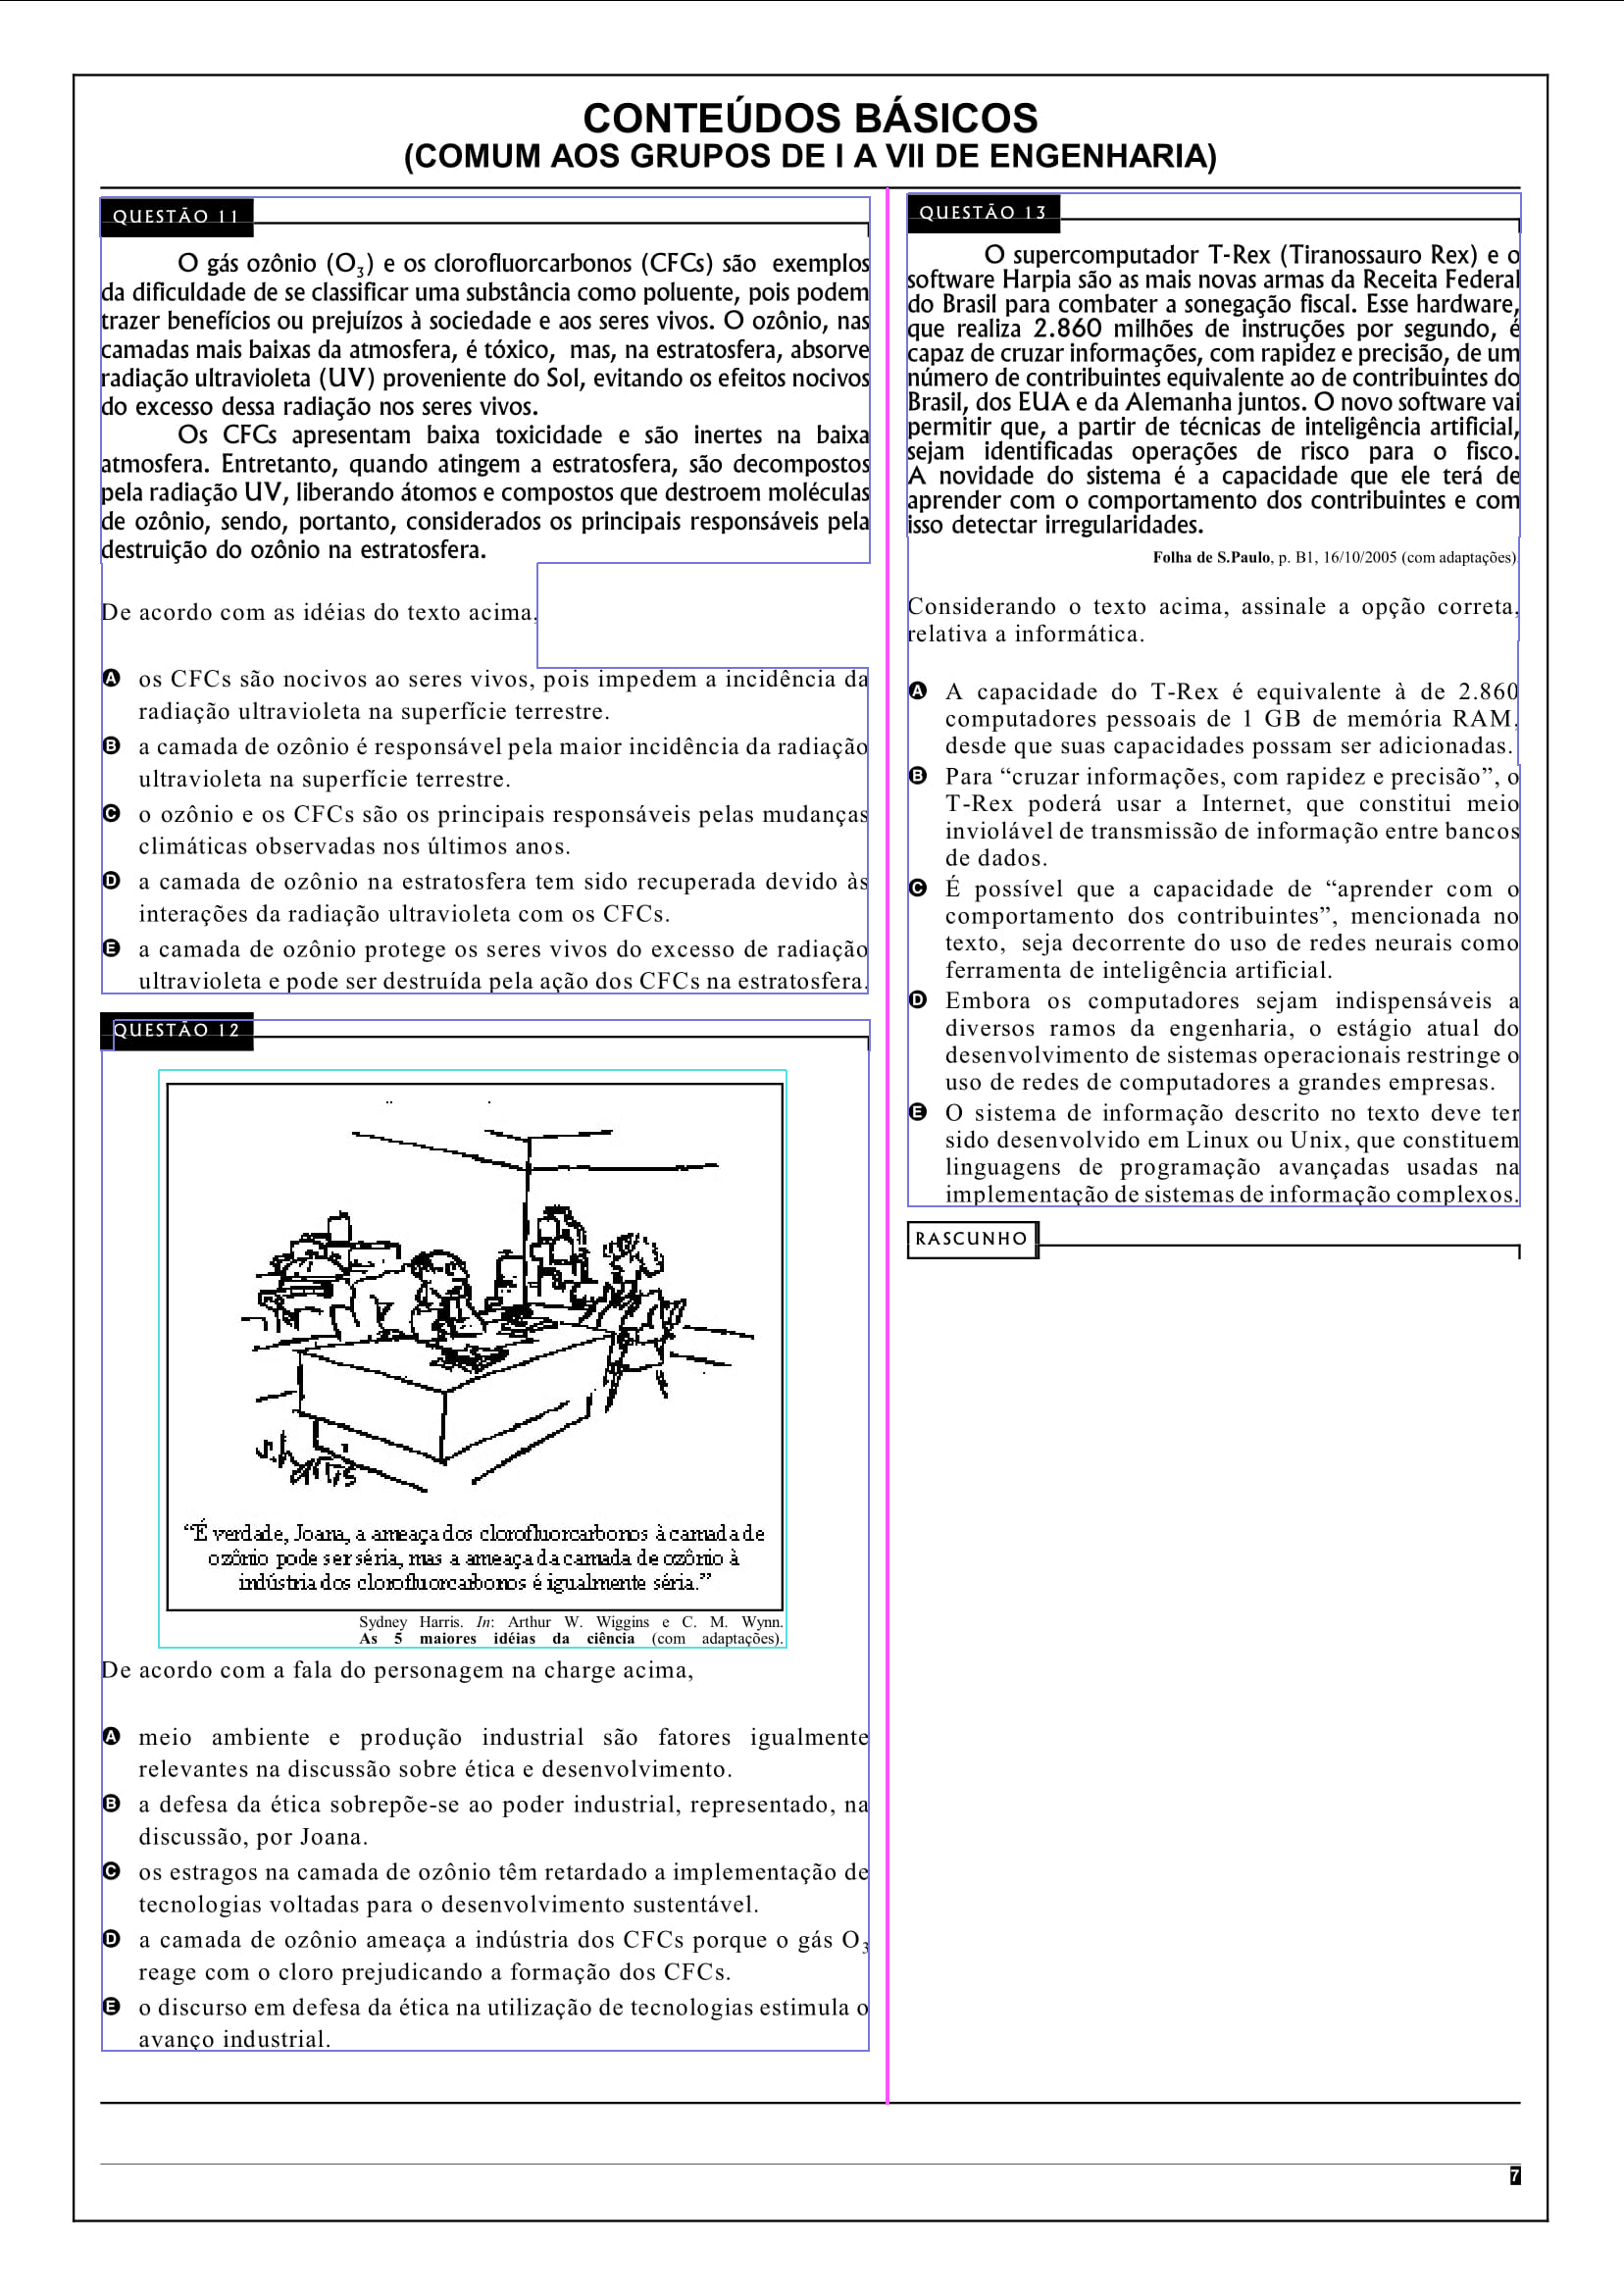 CONTEÚDOS BÁSICOS
(COMUM AOS GRUPOS DE I A VII DE ENGENHARIA)
QUESTÃO 11
O gás ozônio (O₃) e os clorofluorcarbonos (CFCs) são exemplos
da dificuldade de se classificar uma substância como poluente, pois podem
trazer benefícios ou prejuízos à sociedade e aos seres vivos. O ozônio, nas
camadas mais baixas da atmosfera, é tóxico, mas, na estratosfera, absorve
radiação ultravioleta (UV) proveniente do Sol, evitando os efeitos nocivos
do excesso dessa radiação nos seres vivos.
Os CFCs apresentam baixa toxicidade e são inertes na baixa
atmosfera. Entretanto, quando atingem a estratosfera, são decompostos
pela radiação UV, liberando átomos e compostos que destroem moléculas
de ozônio, sendo, portanto, considerados os principais responsáveis pela
destruição do ozônio na estratosfera.
De acordo com as idéias do texto acima,
A os CFCs são nocivos ao seres vivos, pois impedem a incidência da
radiação ultravioleta na superfície terrestre.
B a camada de ozônio é responsável pela maior incidência da radiação
ultravioleta na superfície terrestre.
C o ozônio e os CFCs são os principais responsáveis pelas mudanças
climáticas observadas nos últimos anos.
D a camada de ozônio na estratosfera tem sido recuperada devido às
interações da radiação ultravioleta com os CFCs.
E a camada de ozônio protege os seres vivos do excesso de radiação
ultravioleta e pode ser destruída pela ação dos CFCs na estratosfera.
QUESTÃO 12
s.harris
“É verdade, Joana, a ameaça dos clorofluorcarbonos à camada de
ozônio pode ser séria, mas a ameaça da camada de ozônio à
indústria dos clorofluorcarbonos é igualmente séria.”
Sydney Harris. In: Arthur W. Wiggins e C. M. Wynn.
As 5 maiores idéias da ciência (com adaptações).
De acordo com a fala do personagem na charge acima,
A meio ambiente e produção industrial são fatores igualmente
relevantes na discussão sobre ética e desenvolvimento.
B a defesa da ética sobrepõe-se ao poder industrial, representado, na
discussão, por Joana.
C os estragos na camada de ozônio têm retardado a implementação de
tecnologias voltadas para o desenvolvimento sustentável.
D a camada de ozônio ameaça a indústria dos CFCs porque o gás O₃
reage com o cloro prejudicando a formação dos CFCs.
E o discurso em defesa da ética na utilização de tecnologias estimula o
avanço industrial.
QUESTÃO 13
O supercomputador T-Rex (Tiranossauro Rex) e o
software Harpia são as mais novas armas da Receita Federal
do Brasil para combater a sonegação fiscal. Esse hardware,
que realiza 2.860 milhões de instruções por segundo, é
capaz de cruzar informações, com rapidez e precisão, de um
número de contribuintes equivalente ao de contribuintes do
Brasil, dos EUA e da Alemanha juntos. O novo software vai
permitir que, a partir de técnicas de inteligência artificial,
sejam identificadas operações de risco para o fisco.
A novidade do sistema é a capacidade que ele terá de
aprender com o comportamento dos contribuintes e com
isso detectar irregularidades.
Folha de S.Paulo, p. B1, 16/10/2005 (com adaptações).
Considerando o texto acima, assinale a opção correta,
relativa a informática.
A A capacidade do T-Rex é equivalente à de 2.860
computadores pessoais de 1 GB de memória RAM,
desde que suas capacidades possam ser adicionadas.
B Para “cruzar informações, com rapidez e precisão”, o
T-Rex poderá usar a Internet, que constitui meio
inviolável de transmissão de informação entre bancos
de dados.
C É possível que a capacidade de “aprender com o
comportamento dos contribuintes”, mencionada no
texto, seja decorrente do uso de redes neurais como
ferramenta de inteligência artificial.
D Embora os computadores sejam indispensáveis a
diversos ramos da engenharia, o estágio atual do
desenvolvimento de sistemas operacionais restringe o
uso de redes de computadores a grandes empresas.
E O sistema de informação descrito no texto deve ter
sido desenvolvido em Linux ou Unix, que constituem
linguagens de programação avançadas usadas na
implementação de sistemas de informação complexos.
RASCUNHO
7